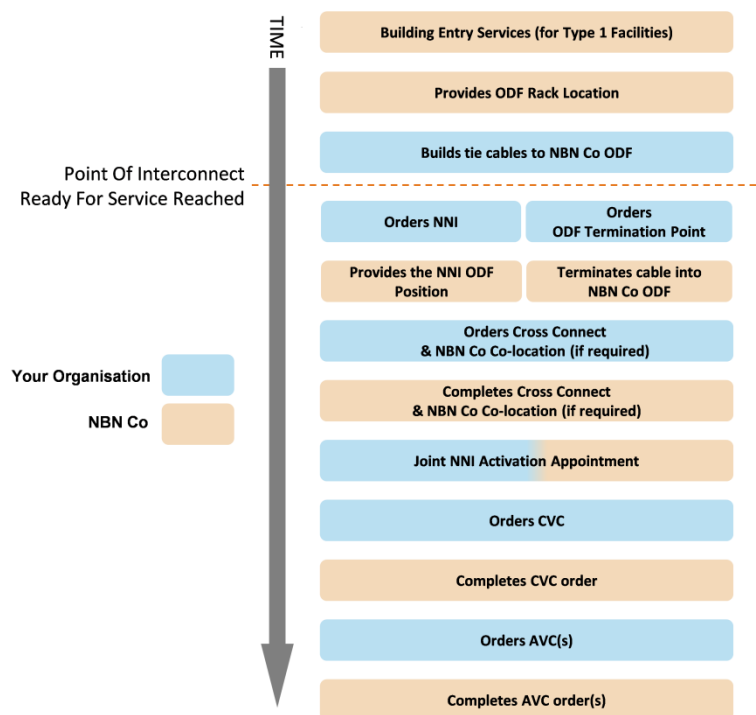 TIME
Building Entry Services (for Type 1 Facilities)
Provides ODF Rack Location
Builds tie cables to NBN Co ODF
Point Of Interconnect
Ready For Service Reached
Orders NNI
Orders
ODF Termination Point
Provides the NNI ODF
Position
Terminates cable into
NBN Co ODF
Orders Cross Connect
& NBN Co Co-location (if required)
Your Organisation
NBN Co
Completes Cross Connect
& NBN Co Co-location (if required)
Joint NNI Activation Appointment
Orders CVC
Completes CVC order
Orders AVC(s)
Completes AVC order(s)